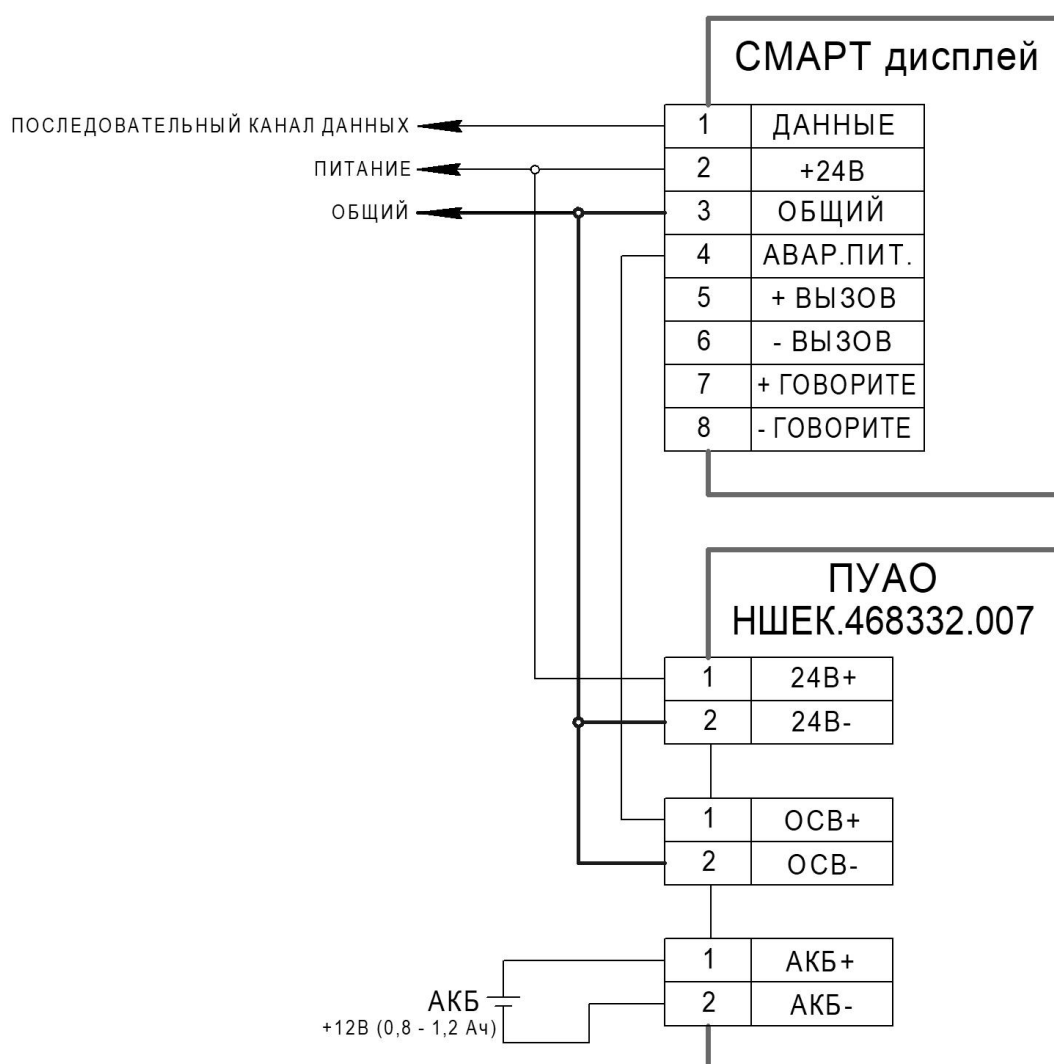 СМАРТ дисплей
ПОСЛЕДОВАТЕЛЬНЫЙ КАНАЛ ДАННЫХ 1 ДАННЫЕ
ПИТАНИЕ 2 +24В
ОБЩИЙ 3 ОБЩИЙ
4 АВАР.ПИТ.
5 + ВЫЗОВ
6 - ВЫЗОВ
7 + ГОВОРИТЕ
8 - ГОВОРИТЕ
ПУАО
НШЕК.468332.007
1 24В+
2 24В-
1 ОСВ+
2 ОСВ-
1 АКБ+
2 АКБ-
АКБ
+12В (0,8 - 1,2 Ач)